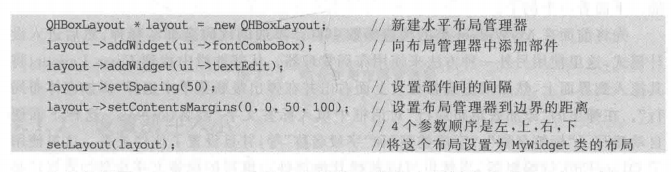 QHBoxLayout * layout = new QHBoxLayout; // 新建水平布局管理器
layout->addWidget(ui->fontComboBox); // 向布局管理器中添加部件
layout->addWidget(ui->textEdit);
layout->setSpacing(50); // 设置部件间的间隔
layout->setContentsMargins(0, 0, 50, 100); // 设置布局管理器到边界的距离
// 4个参数顺序是左,上,右,下
setLayout(layout); //将这个布局设置为 MyWidget 类的布局